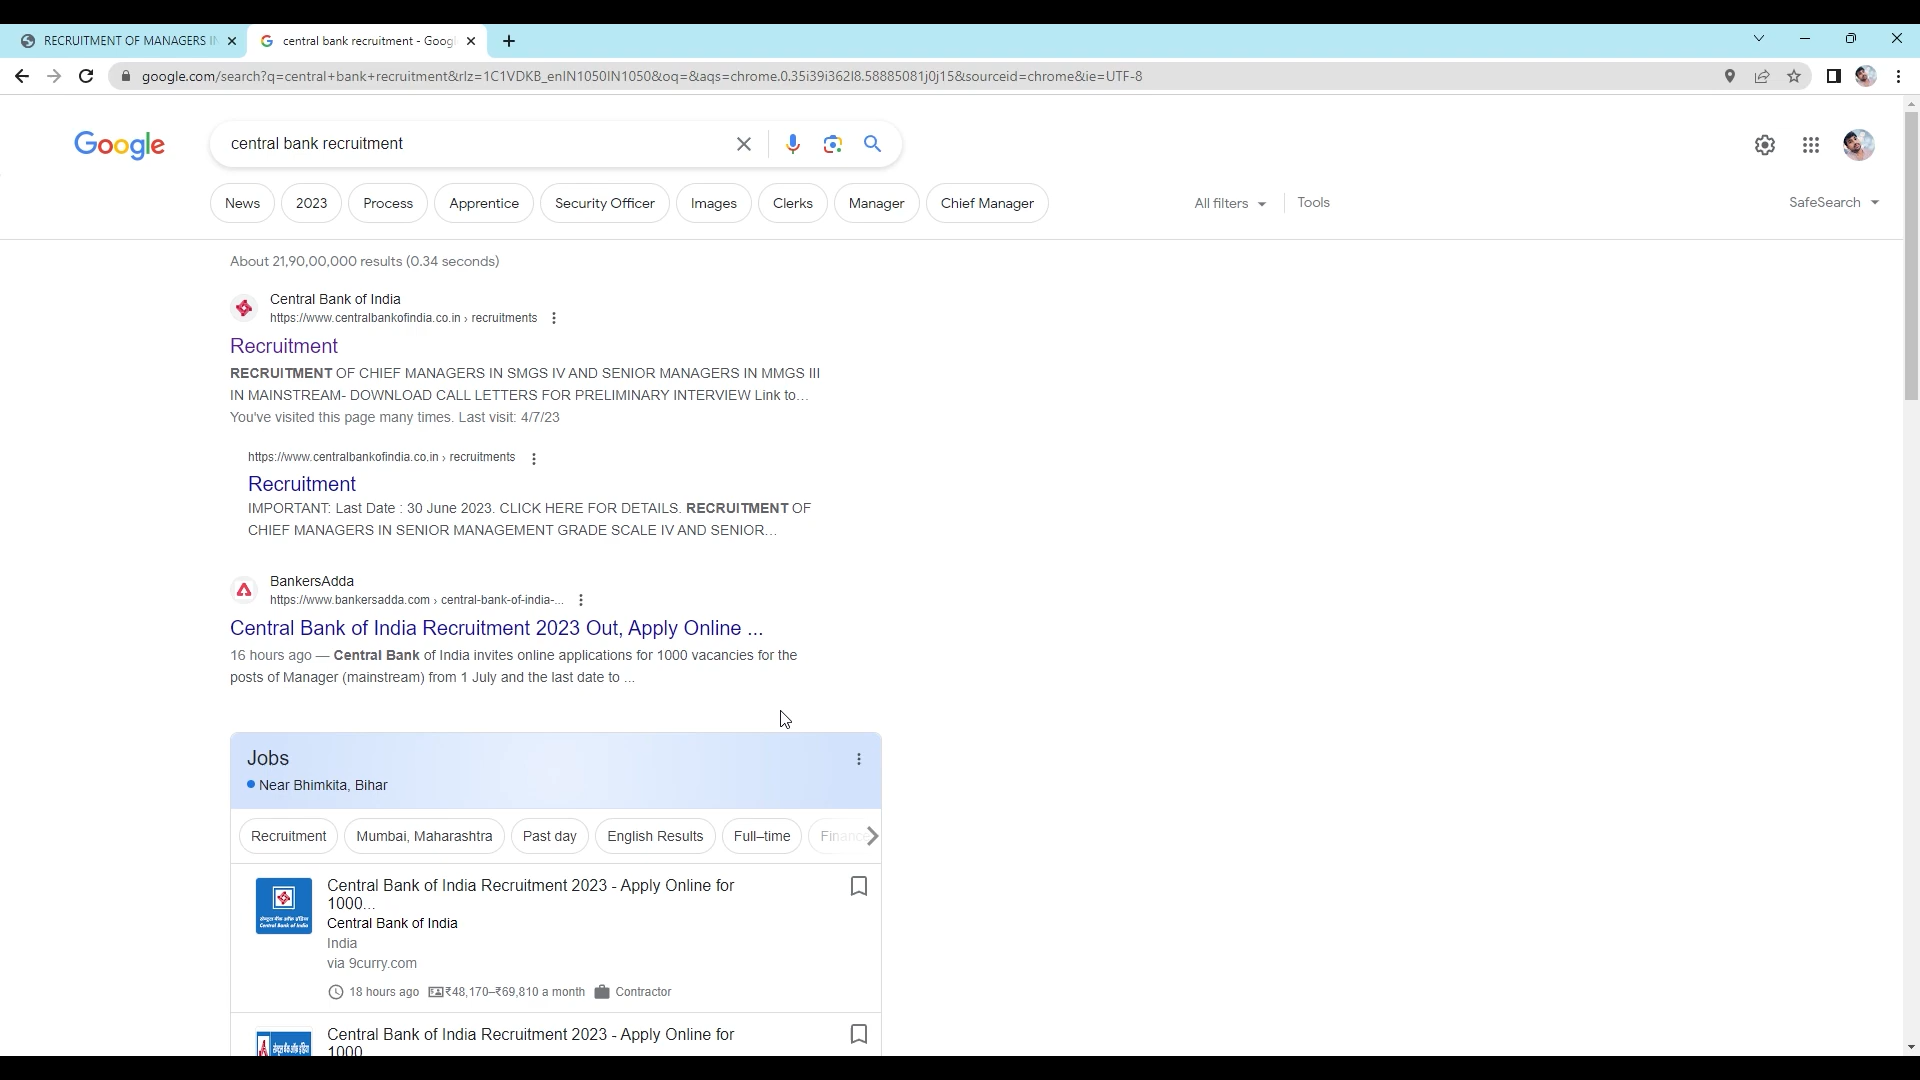 RECRUITMENT OF MANAGERS IN
central bank recruitment - Goog
google.com/search?q=central+bank+recruitment&rlz=1C1VDKB_enIN1050IN1050&oq=&aqs=chrome.0.35i39i362l8.58885081j0j15&sourceid=chrome&ie=UTF-8
Google
central bank recruitment
News
2023
Process
Apprentice
Security Officer
Images
Clerks
Manager
Chief Manager
All filters
Tools
SafeSearch
About 21,90,00,000 results (0.34 seconds)
Central Bank of India
https://www.centralbankofindia.co.in › recruitments
Recruitment
RECRUITMENT OF CHIEF MANAGERS IN SMGS IV AND SENIOR MANAGERS IN MMGS III
IN MAINSTREAM- DOWNLOAD CALL LETTERS FOR PRELIMINARY INTERVIEW Link to...
You've visited this page many times. Last visit: 4/7/23
https://www.centralbankofindia.co.in › recruitments
Recruitment
IMPORTANT: Last Date : 30 June 2023. CLICK HERE FOR DETAILS. RECRUITMENT OF
CHIEF MANAGERS IN SENIOR MANAGEMENT GRADE SCALE IV AND SENIOR...
BankersAdda
https://www.bankersadda.com › central-bank-of-india-...
Central Bank of India Recruitment 2023 Out, Apply Online ...
16 hours ago — Central Bank of India invites online applications for 1000 vacancies for the
posts of Manager (mainstream) from 1 July and the last date to ...
Jobs
Near Bhimkita, Bihar
Recruitment
Mumbai, Maharashtra
Past day
English Results
Full–time
Finance
Central Bank of India Recruitment 2023 - Apply Online for
1000...
सेन्ट्रल बैंक ऑफ़ इंडिया
Central Bank of India
Central Bank of India
India
via 9curry.com
18 hours ago
₹48,170–₹69,810 a month
Contractor
Central Bank of India Recruitment 2023 - Apply Online for
1000